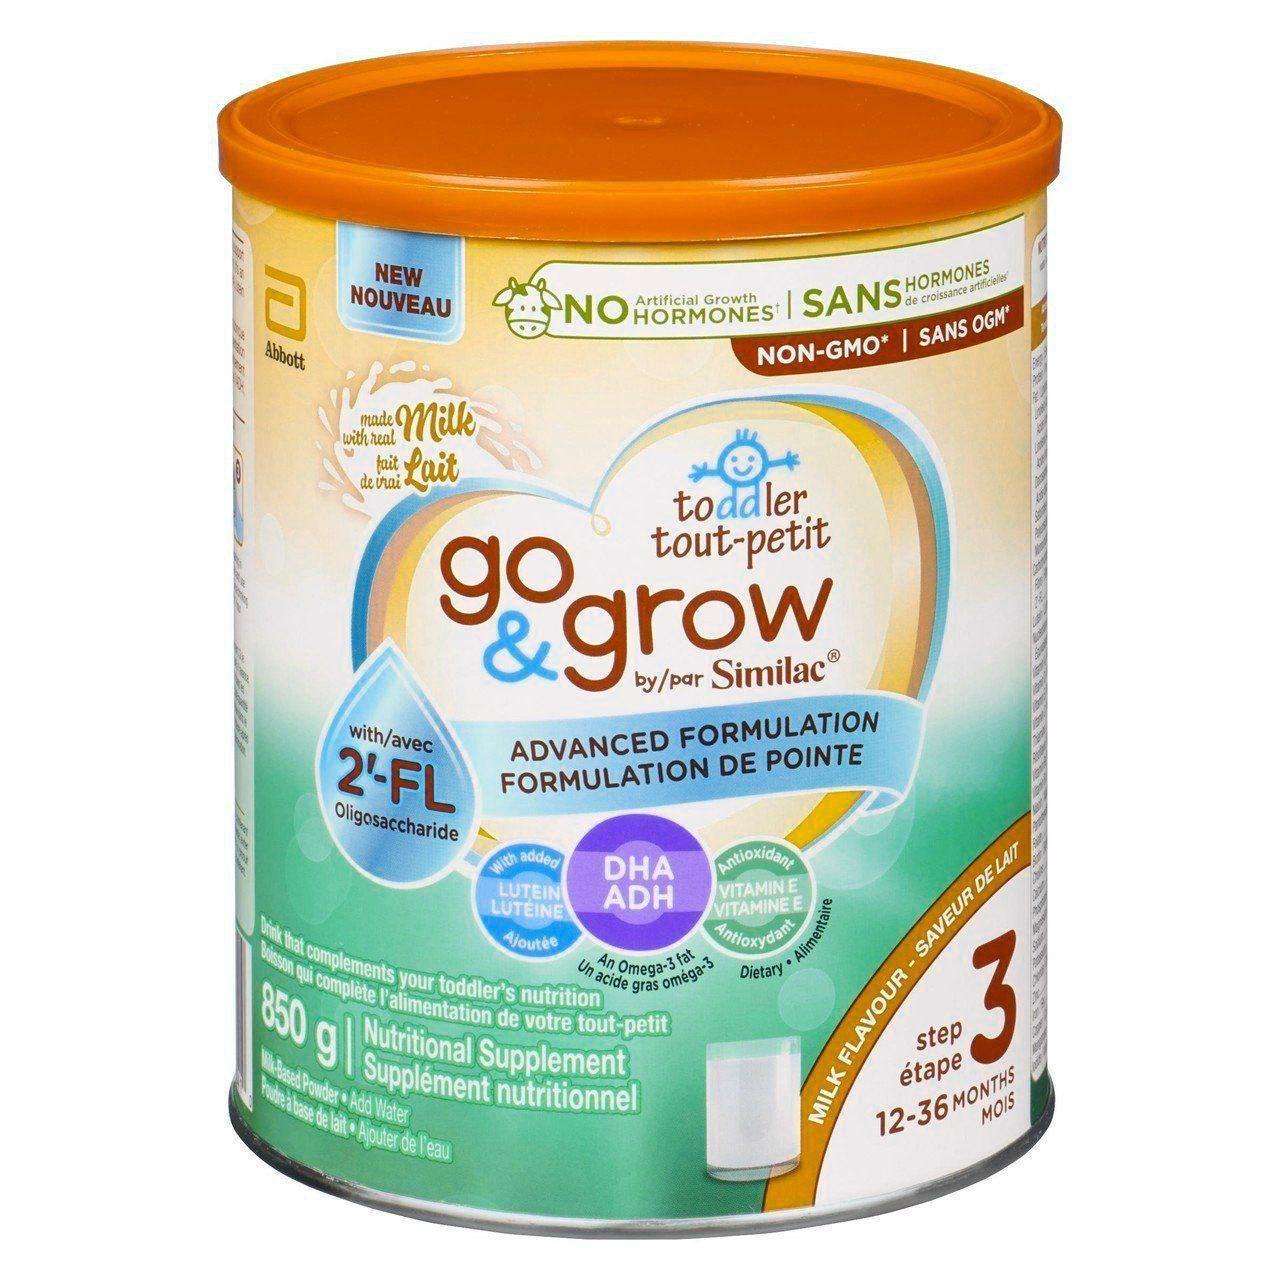 Abbott
NEW
NOUVEAU
NO Artificial Growth HORMONES† | SANS HORMONES de croissance artificielles†
NON-GMO* | SANS OGM*
made with real Milk
fait de vrai Lait
toddler
tout-petit
go
& grow
by/par Similac®
ADVANCED FORMULATION
FORMULATION DE POINTE
with/avec
2'-FL
Oligosaccharide
With added
LUTEIN
LUTÉINE
Ajoutée
DHA
ADH
An Omega-3 fat
Un acide gras oméga-3
Antioxidant
VITAMIN E
VITAMINE E
Antioxydant
Dietary • Alimentaire
Drink that complements your toddler's nutrition
Boisson qui complète l'alimentation de votre tout-petit
850 g | Nutritional Supplement
Supplément nutritionnel
Milk-Based Powder • Add Water
Poudre à base de lait • Ajouter de l'eau
MILK FLAVOUR - SAVEUR DE LAIT
step
étape 3
12-36 MONTHS
MOIS